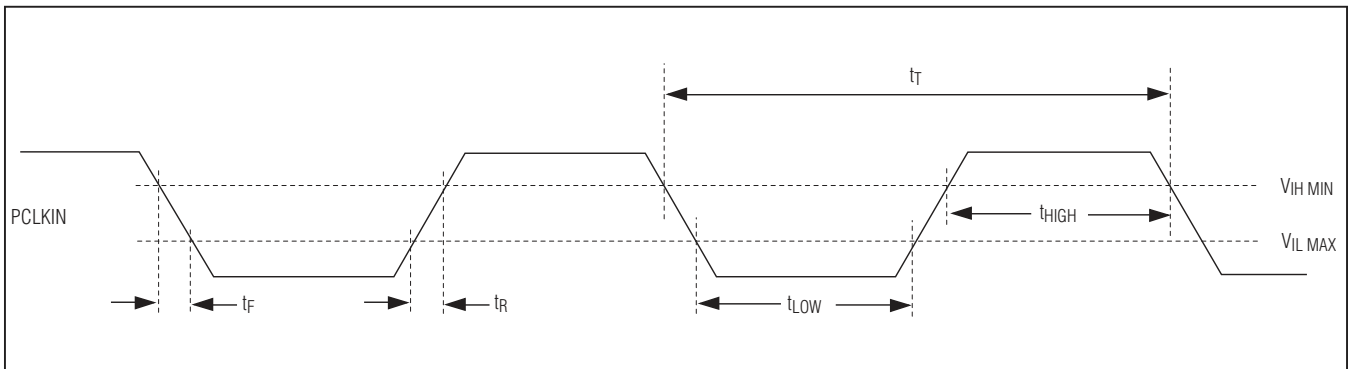 tT
VIH MIN
PCLKIN
tHIGH
VIL MAX
tF
tR
tLOW